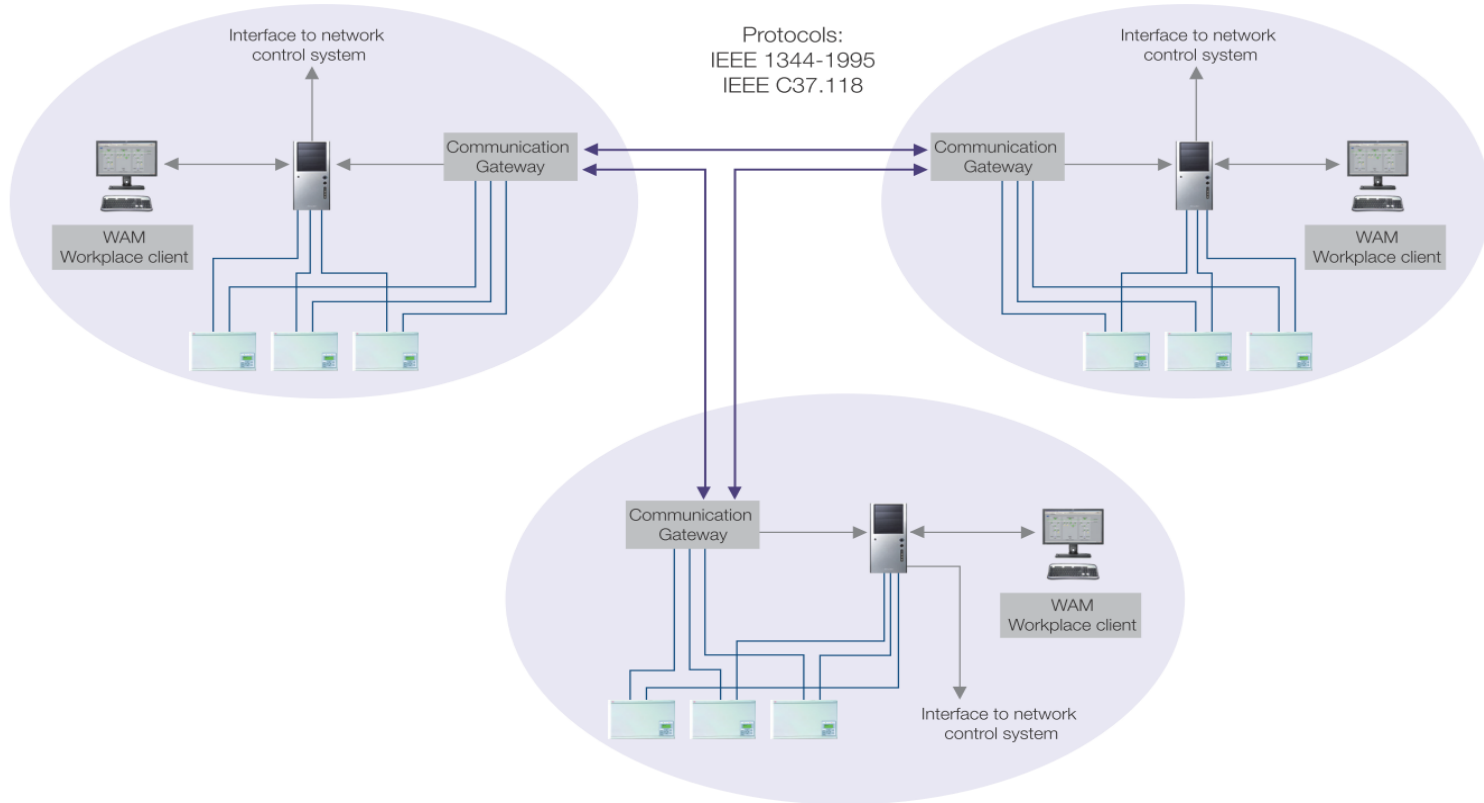 Interface to network
control system
Protocols:
IEEE 1344-1995
IEEE C37.118
Interface to network
control system
Communication
Gateway
Communication
Gateway
WAM
Workplace client
WAM
Workplace client
Communication
Gateway
WAM
Workplace client
Interface to network
control system